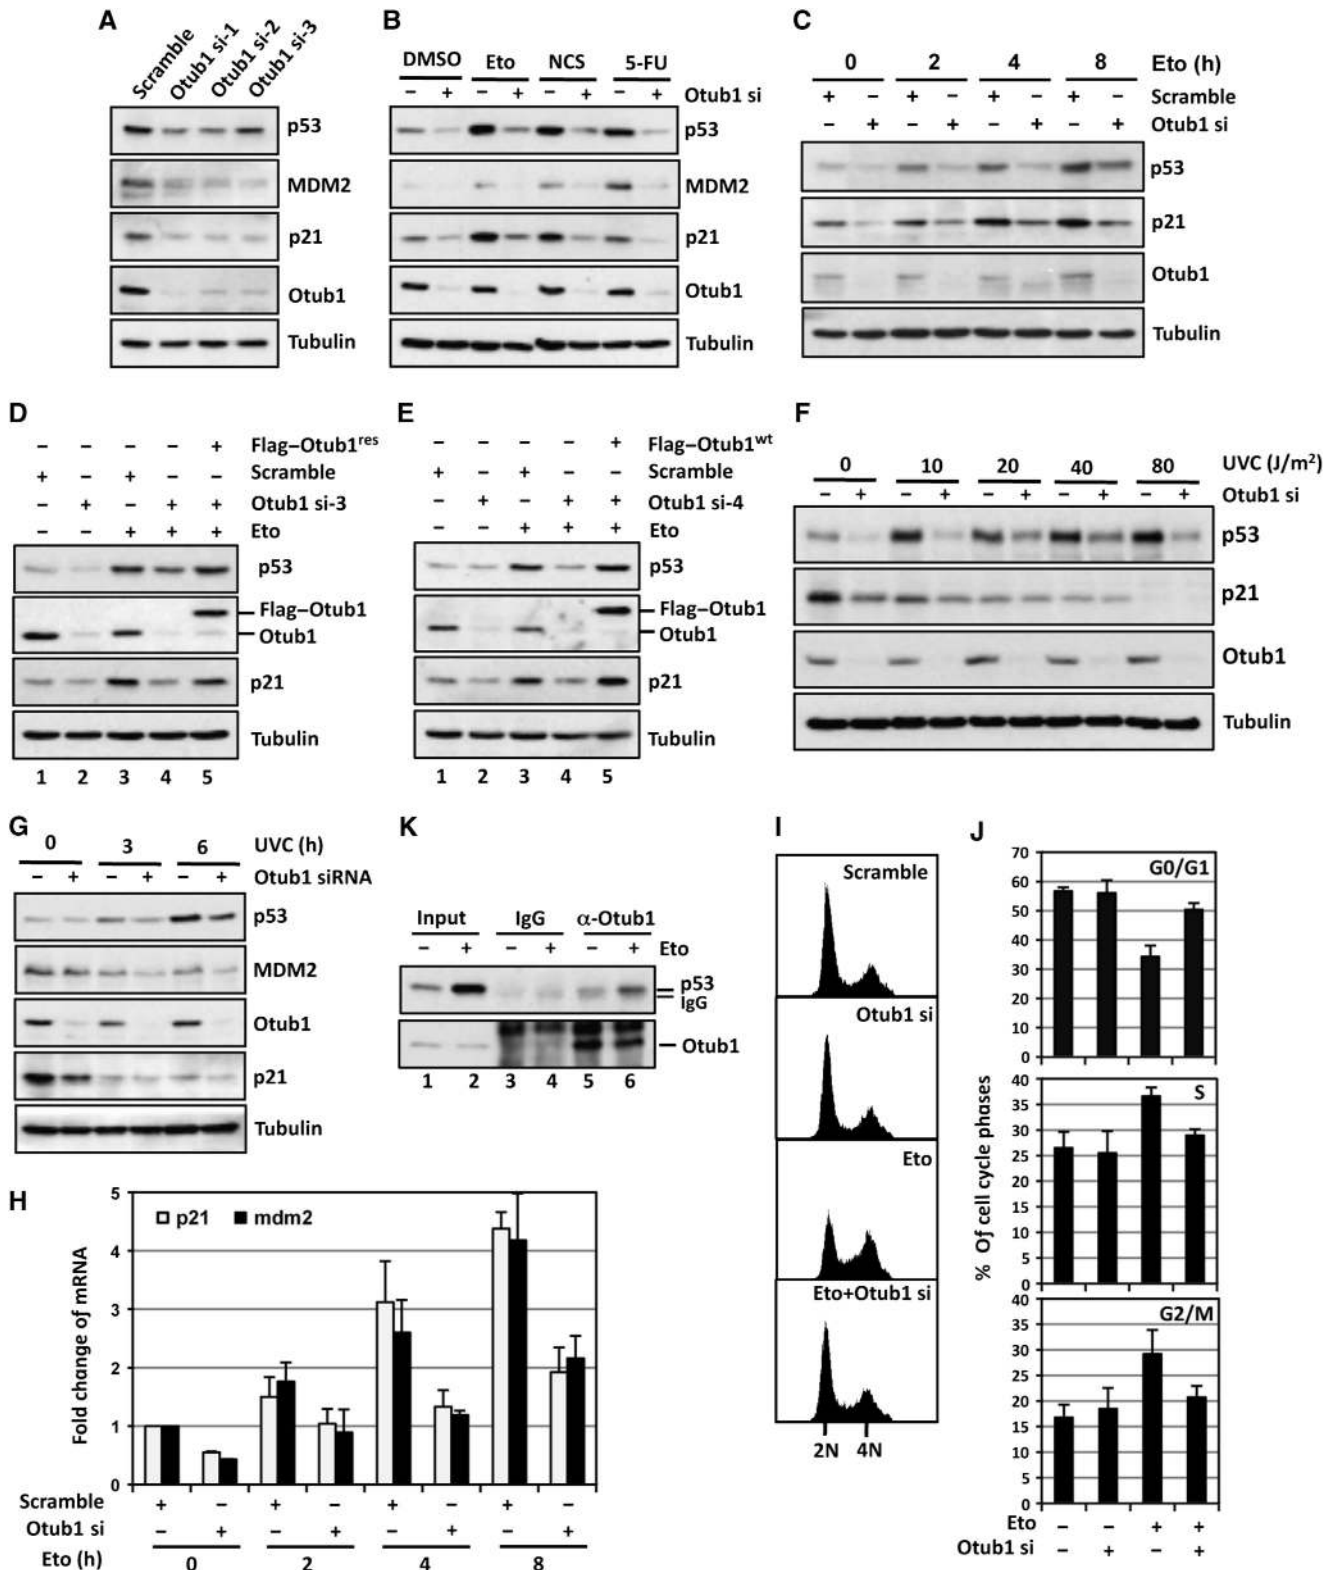 A
Scramble
Otub1 si-1
Otub1 si-2
Otub1 si-3
p53
MDM2
p21
Otub1
Tubulin
B
DMSO Eto NCS 5-FU
– + – + – + – + Otub1 si
p53
MDM2
p21
Otub1
Tubulin
C
0 2 4 8 Eto (h)
+ – + – + – + – Scramble
– + – + – + – + Otub1 si
p53
p21
Otub1
Tubulin
D
– – – – + Flag–Otub1res
+ – + – – Scramble
– + – + + Otub1 si-3
– – + + + Eto
p53
Flag–Otub1
Otub1
p21
Tubulin
1 2 3 4 5
E
– – – – + Flag–Otub1wt
+ – + – – Scramble
– + – + + Otub1 si-4
– – + + + Eto
p53
Flag–Otub1
Otub1
p21
Tubulin
1 2 3 4 5
F
0 10 20 40 80 UVC (J/m²)
– + – + – + – + – + Otub1 si
p53
p21
Otub1
Tubulin
G
0 3 6 UVC (h)
– + – + – + Otub1 siRNA
p53
MDM2
Otub1
p21
Tubulin
K
Input IgG α-Otub1
– + – + – + Eto
p53
IgG
Otub1
1 2 3 4 5 6
I
Scramble
Otub1 si
Eto
Eto+Otub1 si
2N 4N
J
% Of cell cycle phases
G0/G1
70
60
50
40
30
20
10
0
S
40
35
30
25
20
15
10
5
0
G2/M
40
35
30
25
20
15
10
5
0
Eto – – + +
Otub1 si – + – +
H
Fold change of mRNA
p21 mdm2
5
4
3
2
1
0
Scramble + – + – + – + –
Otub1 si – + – + – + – +
Eto (h) 0 2 4 8